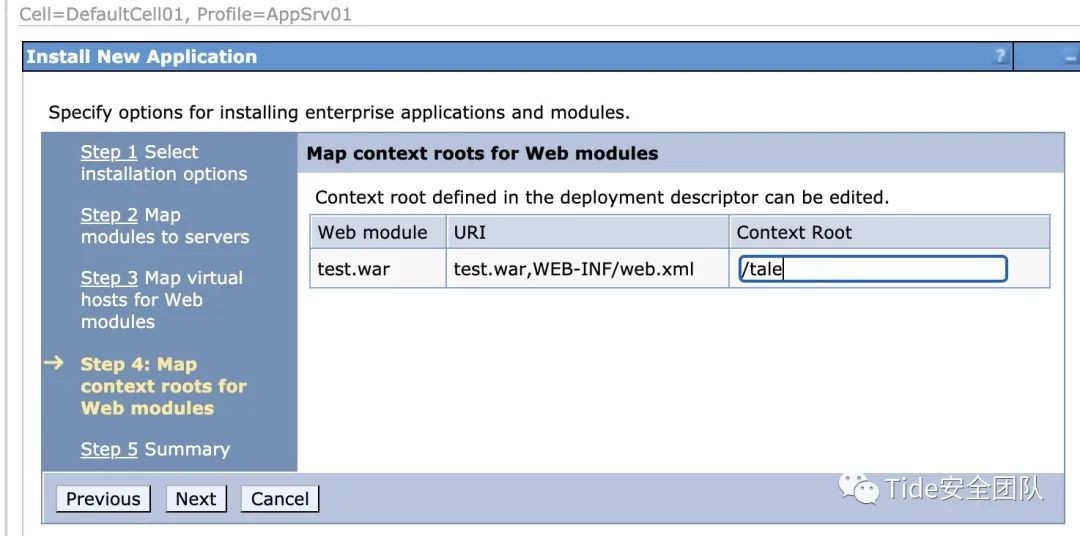 Cell=DefaultCell01, Profile=AppSrv01
Install New Application
?
Specify options for installing enterprise applications and modules.
Step 1 Select
installation options
Step 2 Map
modules to servers
Step 3 Map virtual
hosts for Web
modules
Step 4: Map
context roots for
Web modules
Step 5 Summary
Map context roots for Web modules
Context root defined in the deployment descriptor can be edited.
Web module URI Context Root
test.war test.war,WEB-INF/web.xml /tale
Previous Next Cancel
Tide安全团队